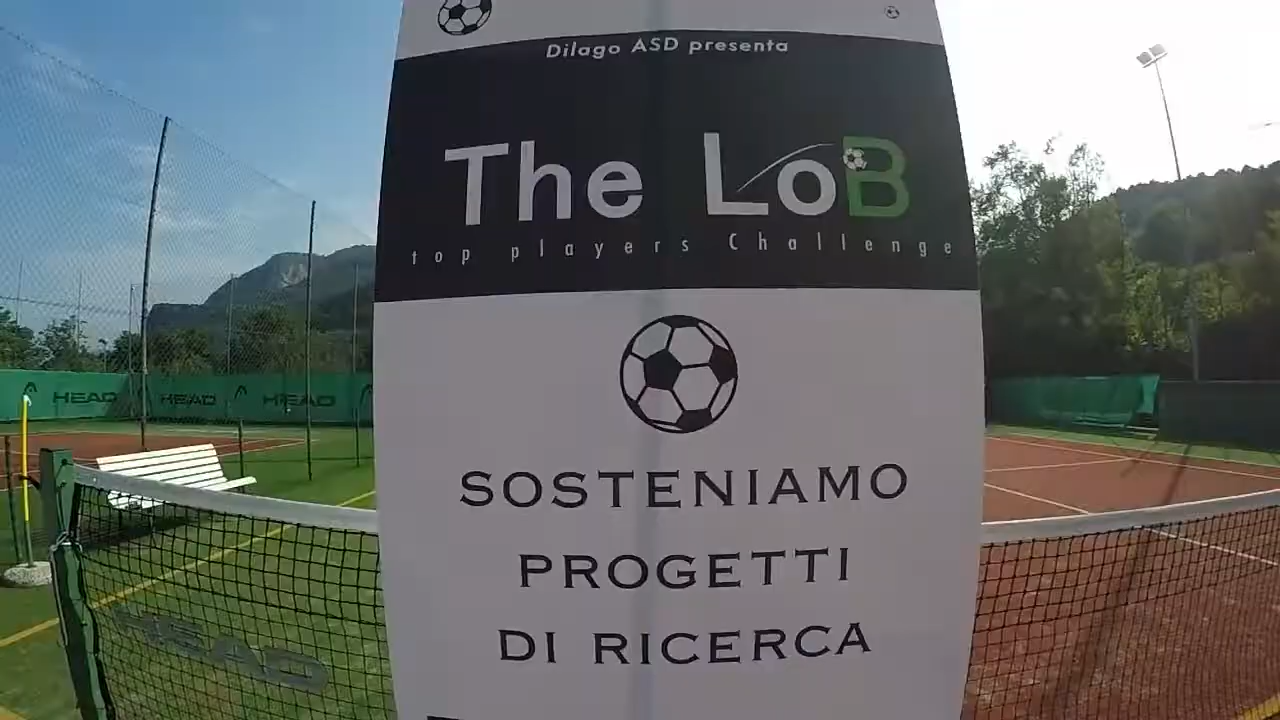 Dilago ASD presenta
The LoB
top players Challenge
SOSTENIAMO
PROGETTI
DI RICERCA
HEAD HEAD HEAD
HEAD